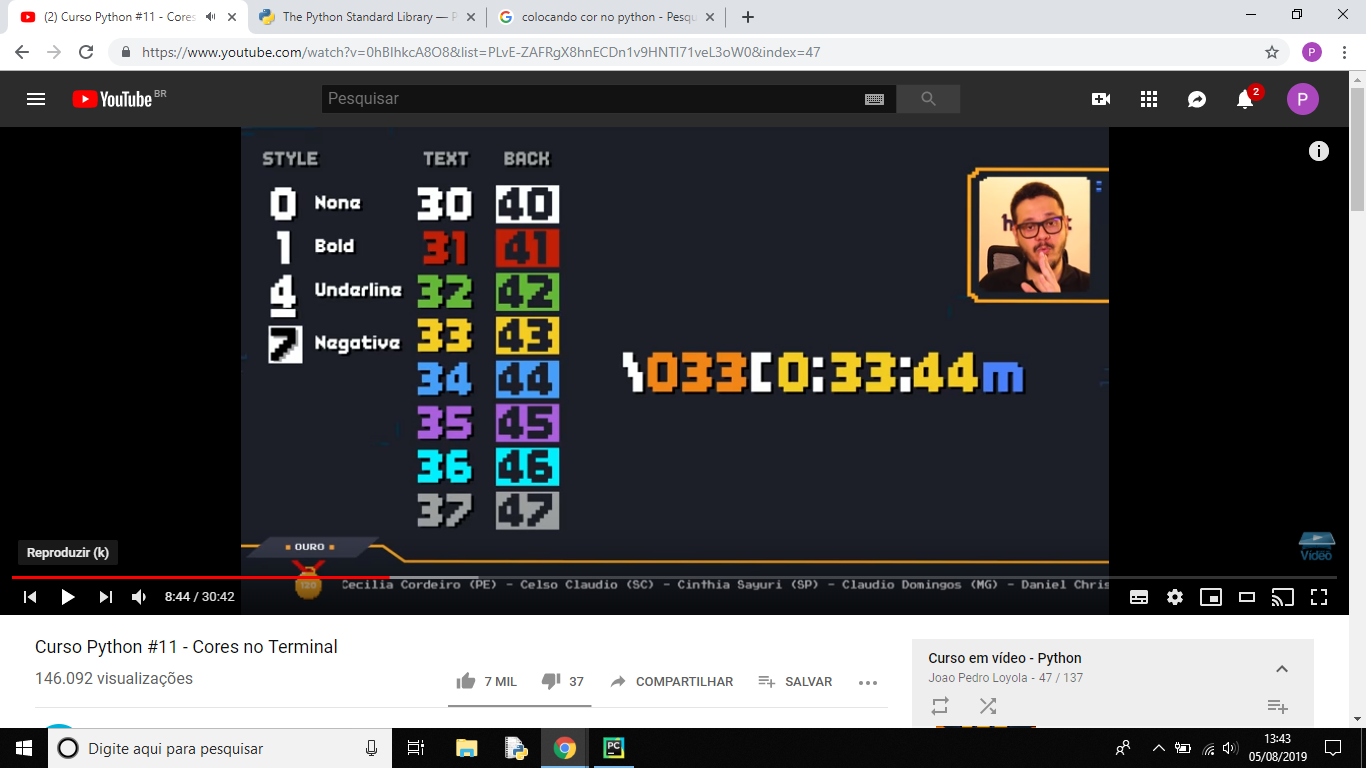 (2) Curso Python #11 - Cores
The Python Standard Library — P
colocando cor no python - Pesqu
https://www.youtube.com/watch?v=0hBIhkcA8O8&list=PLvE-ZAFRgX8hnECDn1v9HNTI71veL3oW0&index=47
P
YouTube BR
Pesquisar
2
P
STYLE TEXT BACK
0 None 30 40
1 Bold 31 41
4 Underline 32 42
7 Negative 33 43
34 44
35 45
36 46
37 47
\033[0:33:44m
Vídeo
Reproduzir (k)
OURO
120
Cecilia Cordeiro (PE) - Celso Claudio (SC) - Cinthia Sayuri (SP) - Claudio Domingos (MG) - Daniel Chris
8:44 / 30:42
Curso Python #11 - Cores no Terminal
146.092 visualizações
7 MIL
37
COMPARTILHAR
SALVAR
Curso em vídeo - Python
Joao Pedro Loyola - 47 / 137
Digite aqui para pesquisar
PC
13:43
05/08/2019